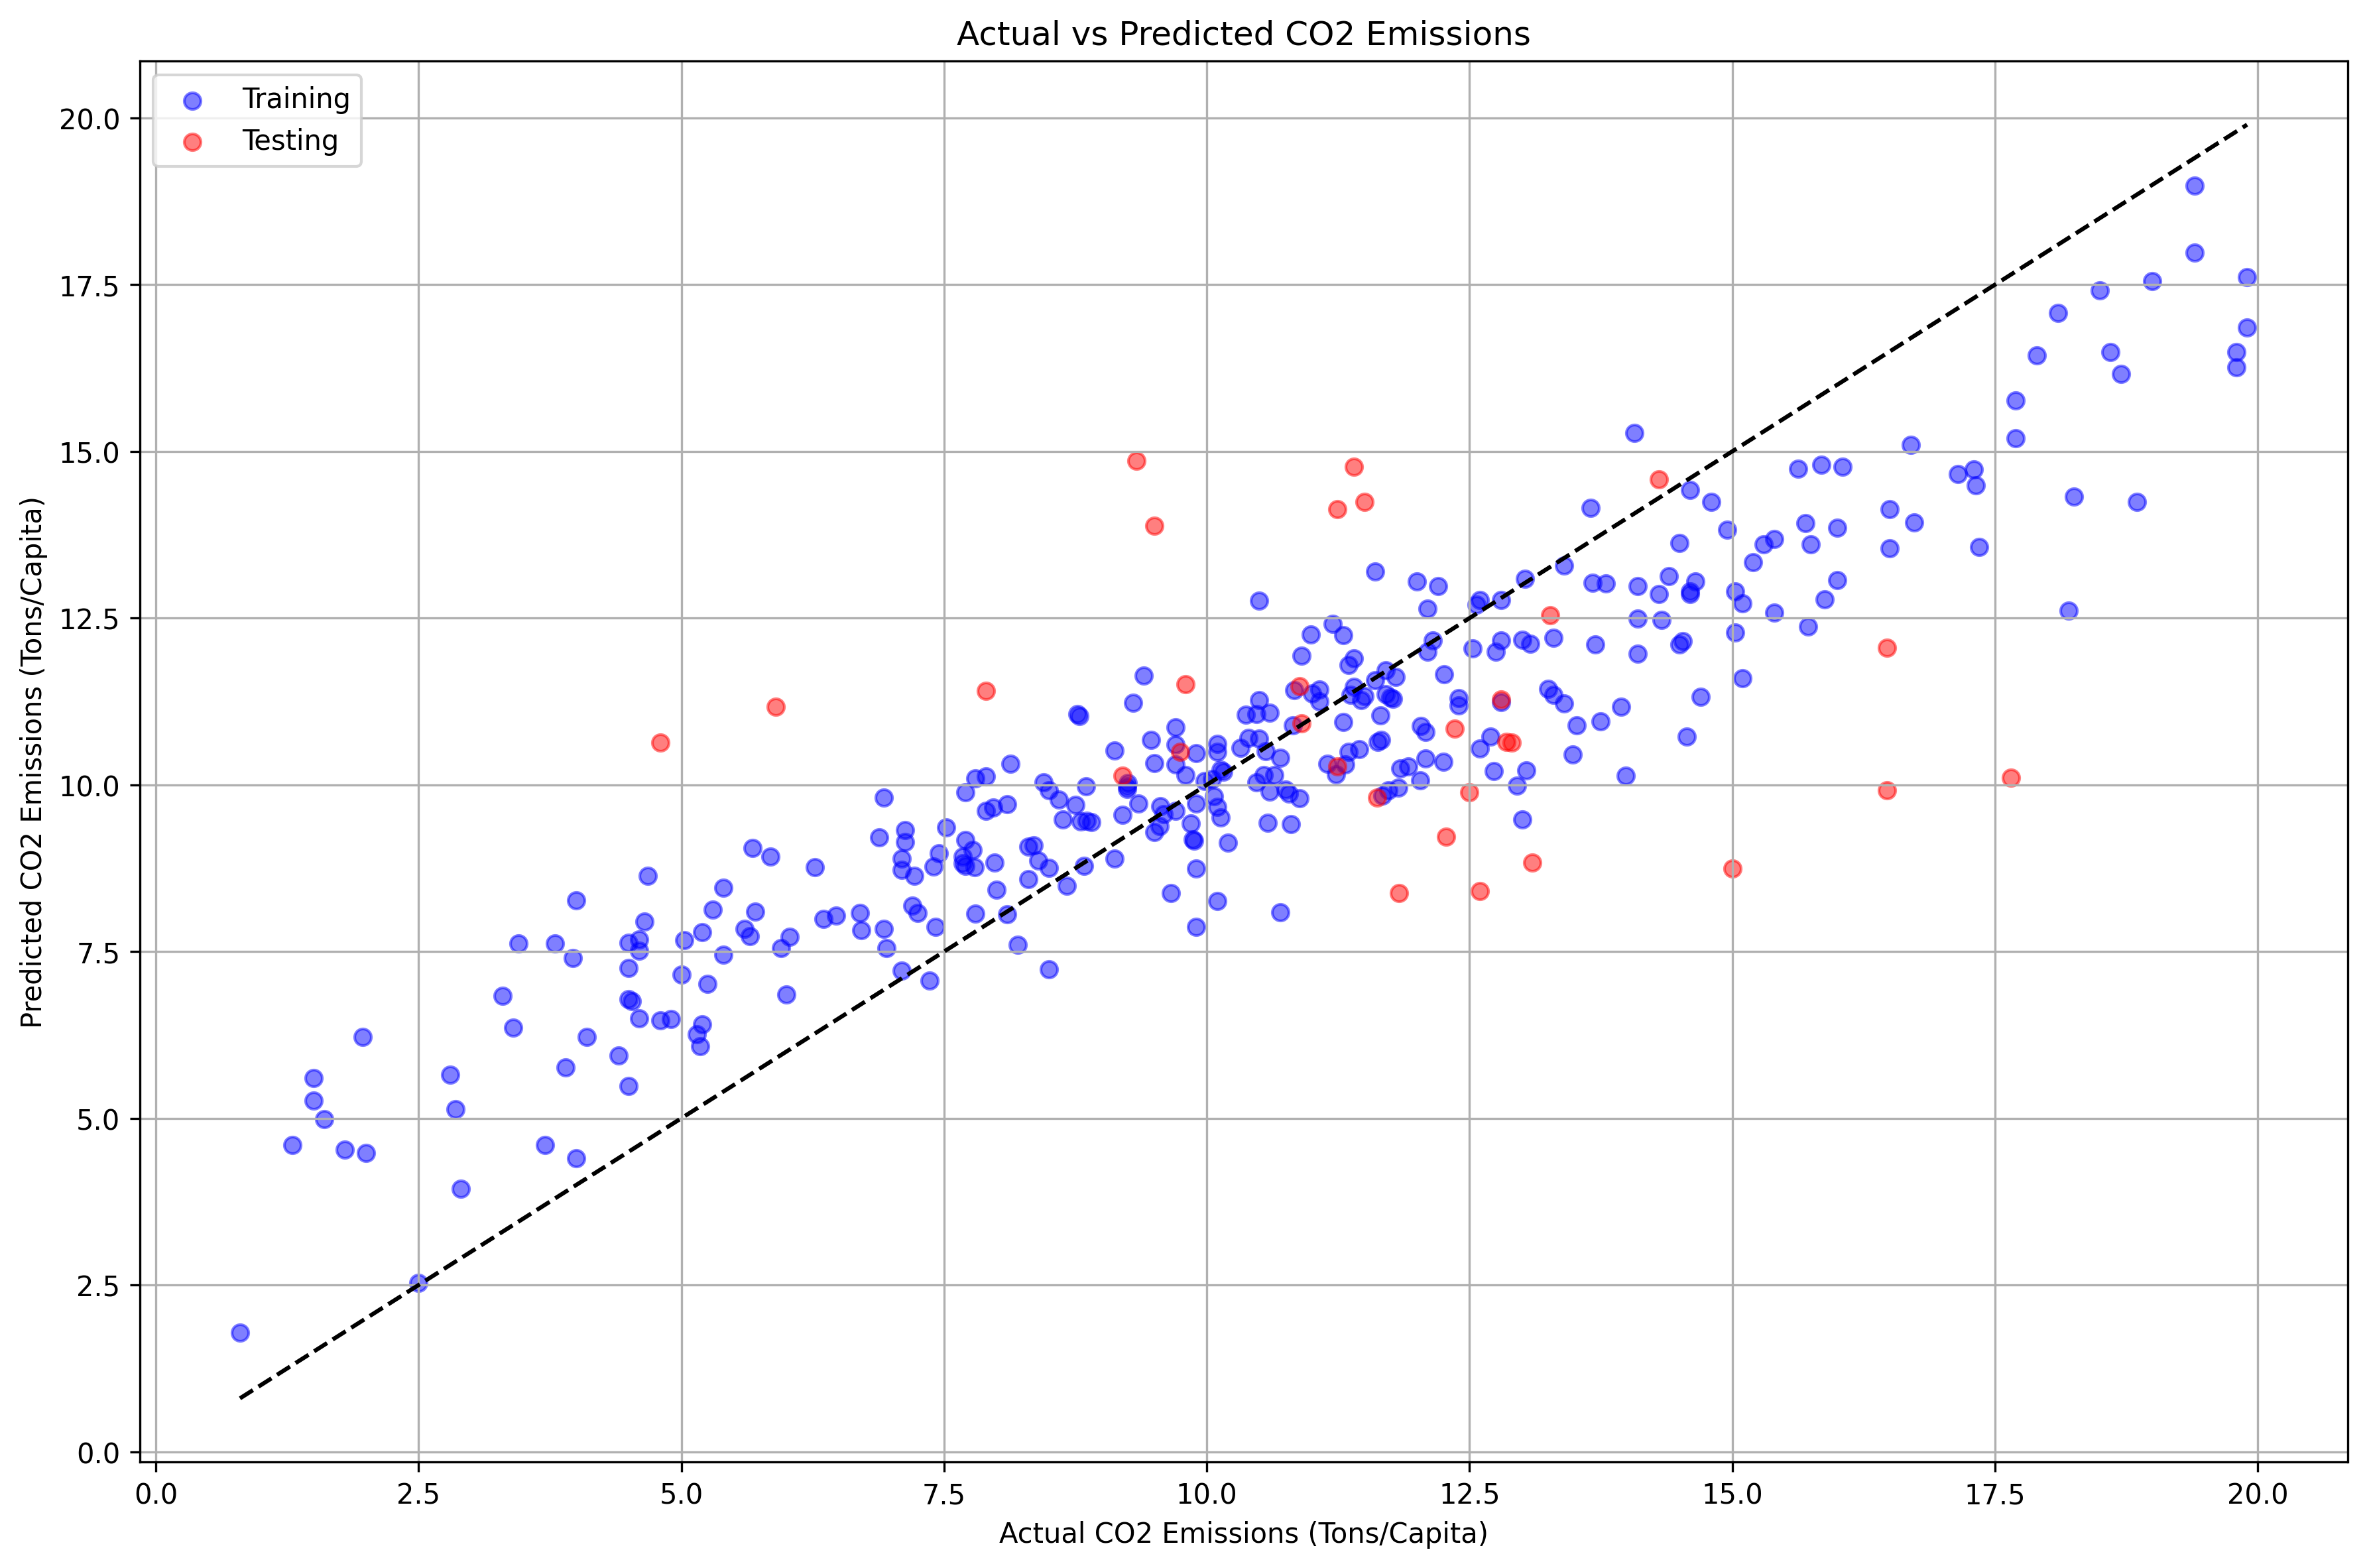 Actual vs Predicted CO2 Emissions
Training
Testing
20.0
17.5
15.0
12.5
10.0
7.5
5.0
2.5
0.0
Predicted CO2 Emissions (Tons/Capita)
0.0 2.5 5.0 7.5 10.0 12.5 15.0 17.5 20.0
Actual CO2 Emissions (Tons/Capita)